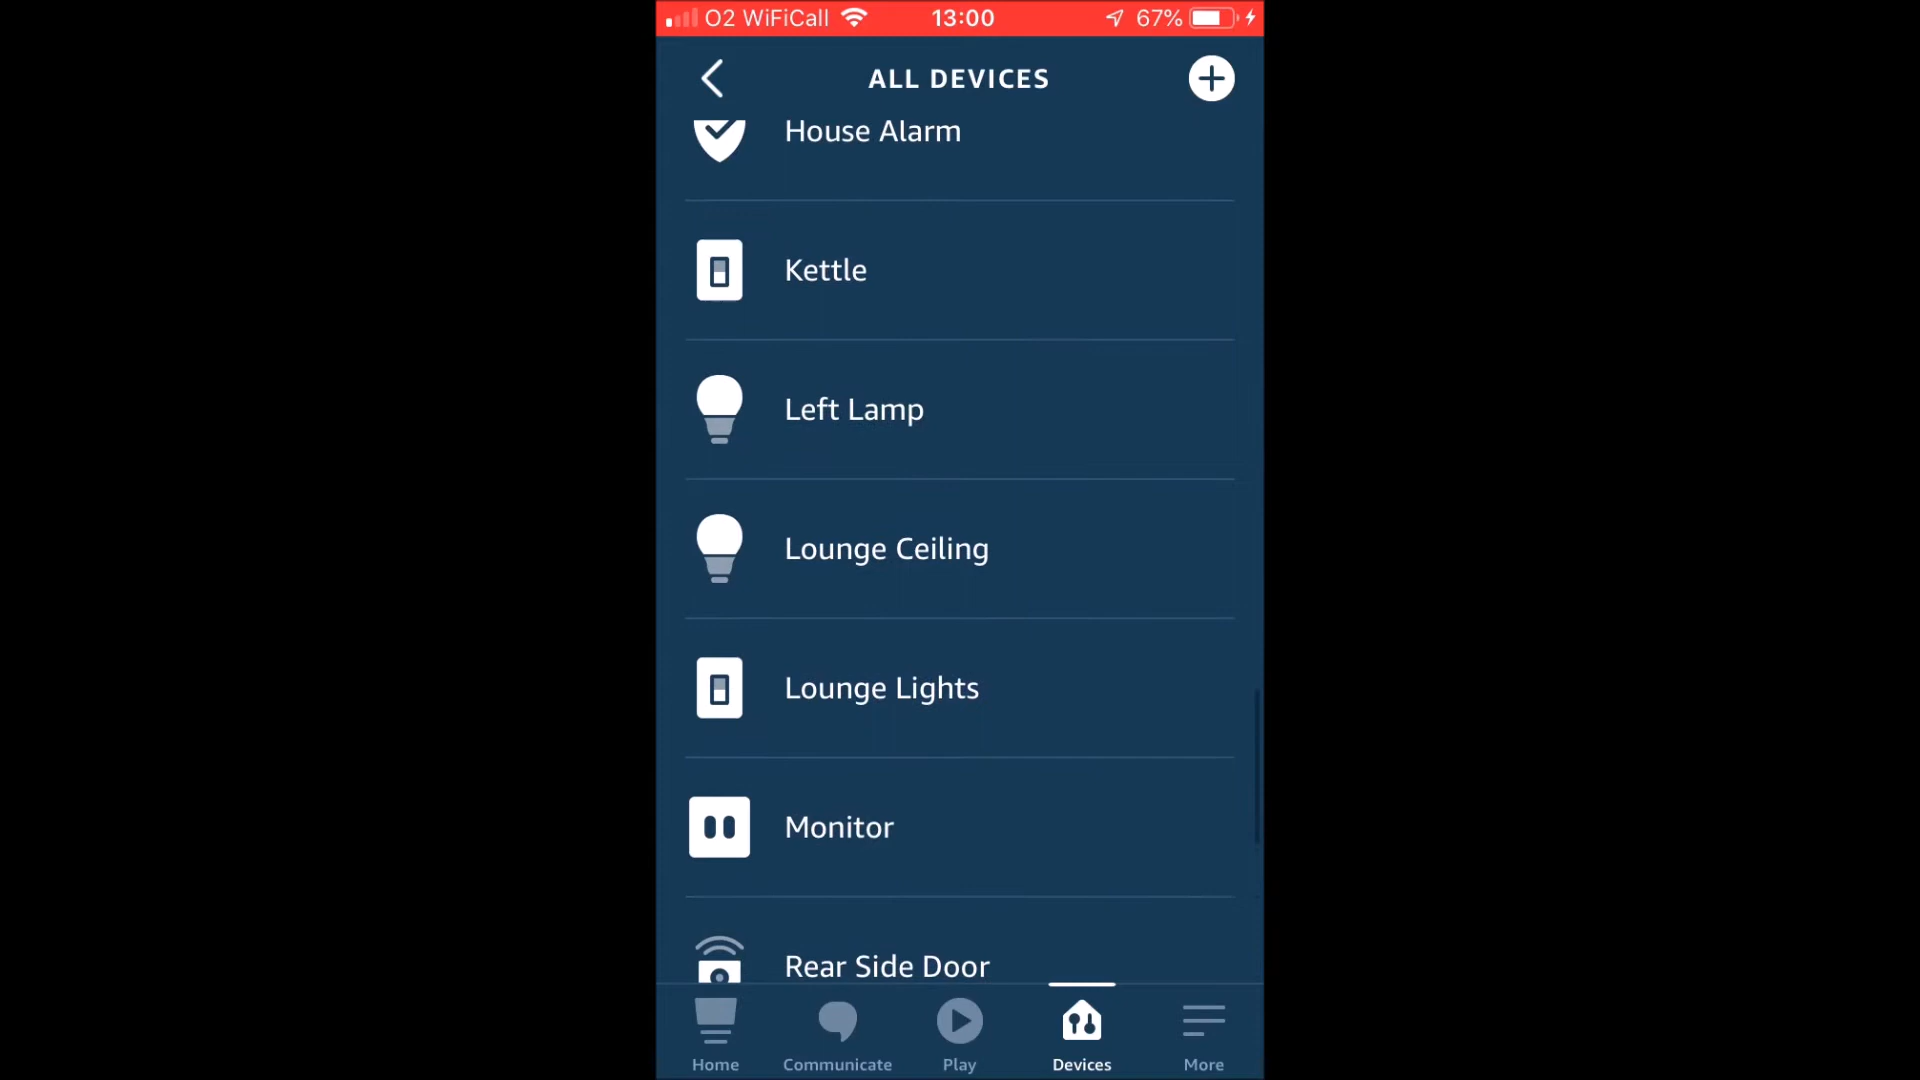 O2 WiFiCall 13:00 67%
ALL DEVICES
House Alarm
Kettle
Left Lamp
Lounge Ceiling
Lounge Lights
Monitor
Rear Side Door
Home Communicate Play Devices More